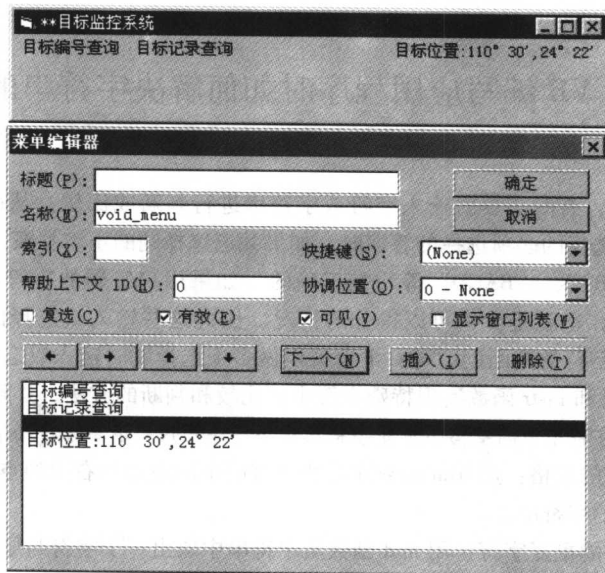 **目标监控系统
目标编号查询 目标记录查询 目标位置:110° 30′,24° 22′
菜单编辑器
标题(P):
确定
名称(M): void_menu
取消
索引(X):
快捷键(S): (None)
帮助上下文 ID(H): 0
协调位置(O): 0 - None
复选(C) 有效(E) 可见(V) 显示窗口列表(W)
下一个(N) 插入(I) 删除(T)
目标编号查询
目标记录查询
目标位置:110° 30′,24° 22′